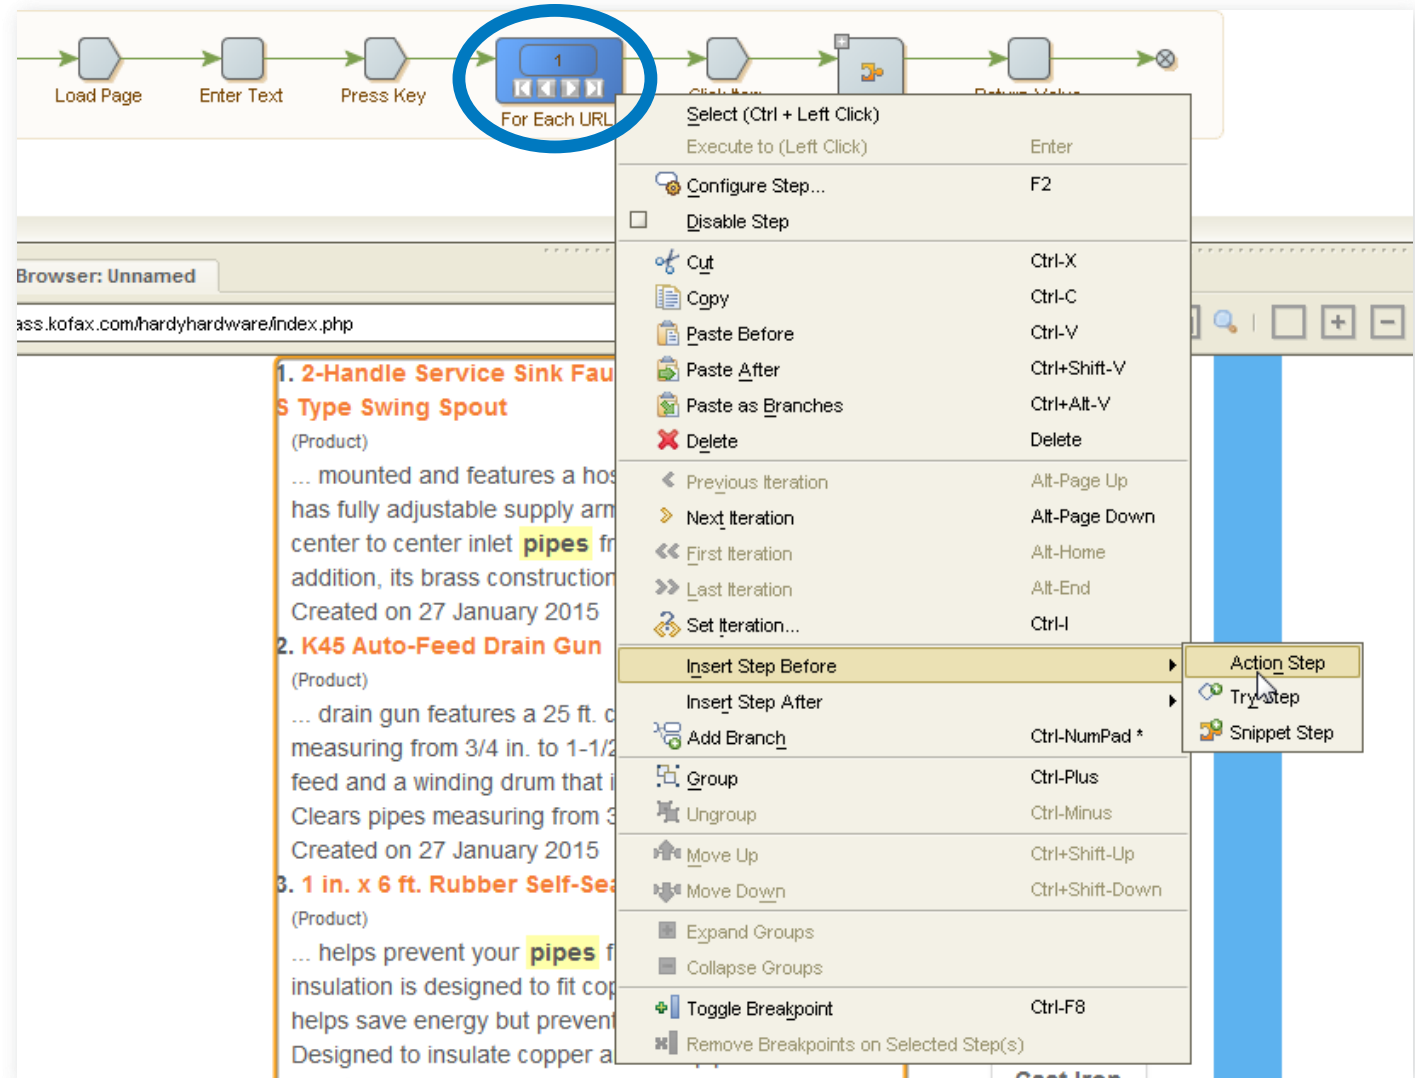 Load Page
Enter Text
Press Key
1
For Each URL
Select (Ctrl + Left Click)
Execute to (Left Click) Enter
Configure Step... F2
Disable Step
Cut Ctrl-X
Copy Ctrl-C
Paste Before Ctrl-V
Paste After Ctrl+Shift-V
Paste as Branches Ctrl+Alt-V
Delete Delete
Previous Iteration Alt-Page Up
Next Iteration Alt-Page Down
First Iteration Alt-Home
Last Iteration Alt-End
Set Iteration... Ctrl-I
Insert Step Before
Insert Step After
Add Branch Ctrl-NumPad *
Group Ctrl-Plus
Ungroup Ctrl-Minus
Move Up Ctrl+Shift-Up
Move Down Ctrl+Shift-Down
Expand Groups
Collapse Groups
Toggle Breakpoint Ctrl-F8
Remove Breakpoints on Selected Step(s)
Action Step
Try Step
Snippet Step
Browser: Unnamed
ass.kofax.com/hardyhardware/index.php
1. 2-Handle Service Sink Fau
S Type Swing Spout
(Product)
... mounted and features a hos
has fully adjustable supply arm
center to center inlet pipes fr
addition, its brass construction
Created on 27 January 2015
2. K45 Auto-Feed Drain Gun
(Product)
... drain gun features a 25 ft. c
measuring from 3/4 in. to 1-1/2
feed and a winding drum that i
Clears pipes measuring from 3
Created on 27 January 2015
3. 1 in. x 6 ft. Rubber Self-Sea
(Product)
... helps prevent your pipes f
insulation is designed to fit cop
helps save energy but prevent
Designed to insulate copper a